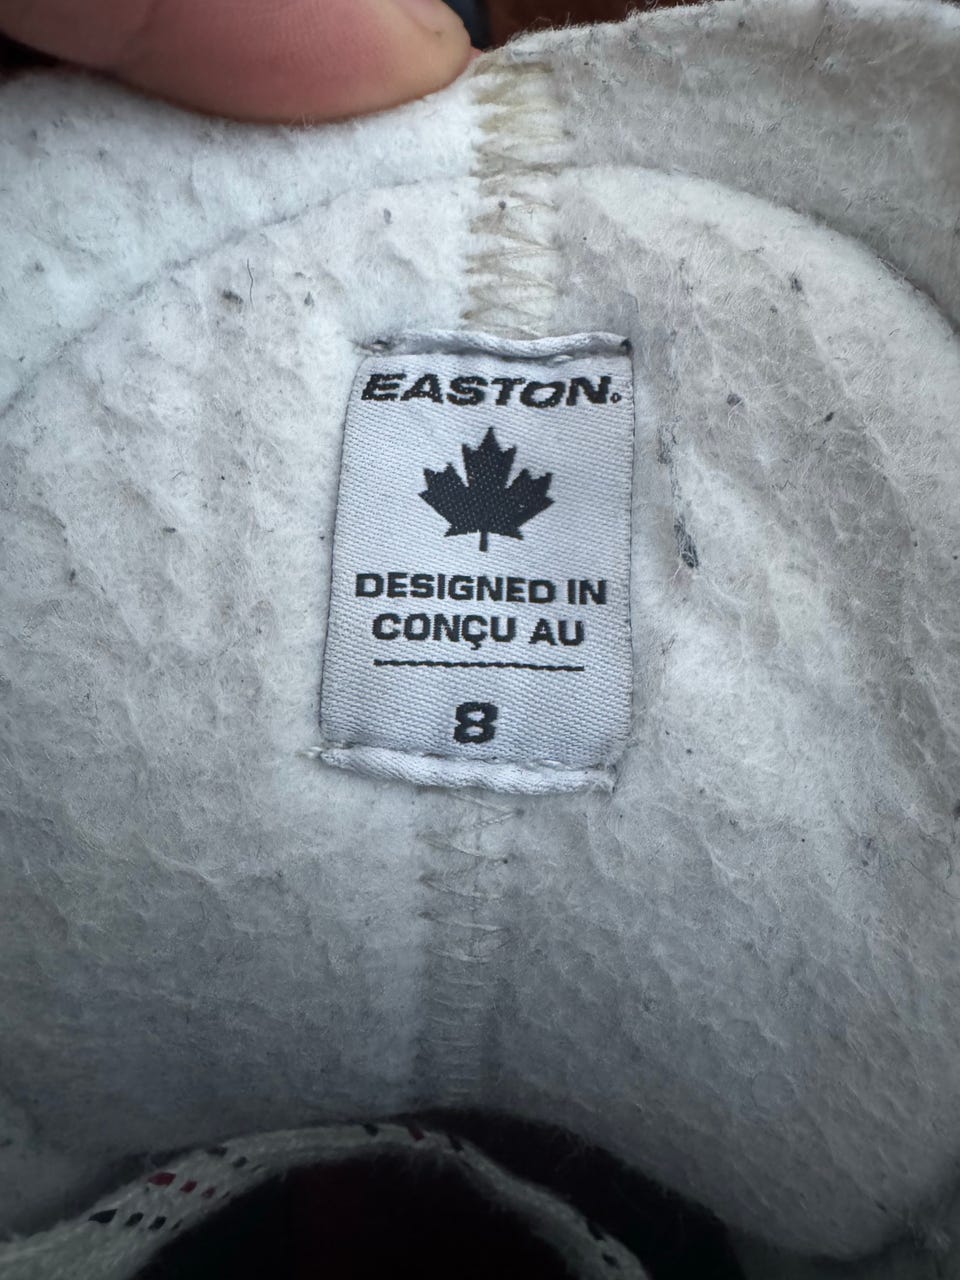 EASTON
DESIGNED IN
CONÇU AU
8